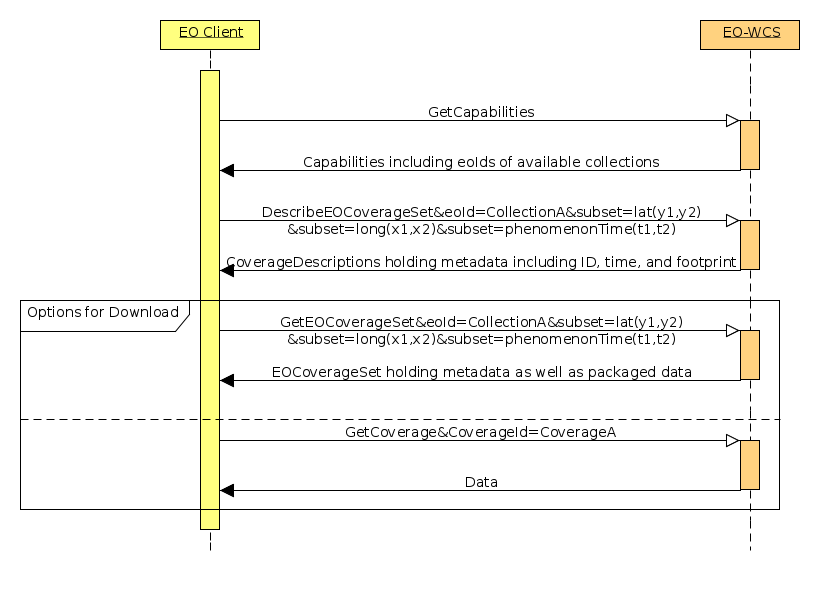 EO Client
EO-WCS
GetCapabilities
Capabilities including eoIds of available collections
DescribeEOCoverageSet&eoId=CollectionA&subset=lat(y1,y2)
&subset=long(x1,x2)&subset=phenomenonTime(t1,t2)
CoverageDescriptions holding metadata including ID, time, and footprint
Options for Download
GetEOCoverageSet&eoId=CollectionA&subset=lat(y1,y2)
&subset=long(x1,x2)&subset=phenomenonTime(t1,t2)
EOCoverageSet holding metadata as well as packaged data
GetCoverage&CoverageId=CoverageA
Data